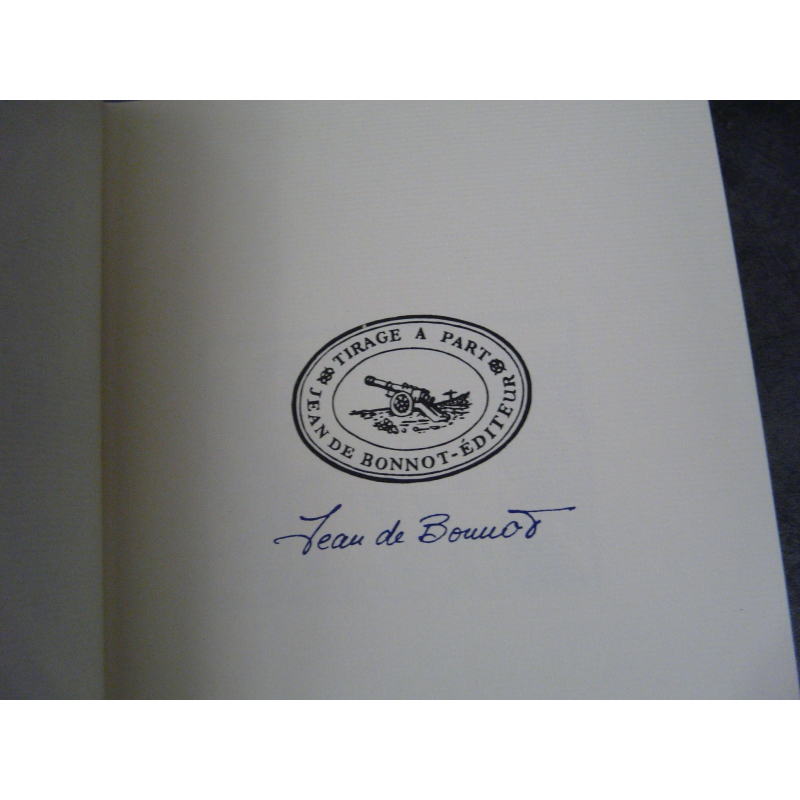 TIRAGE A PART
JEAN DE BONNOT-ÉDITEUR
Jean de Bonnot